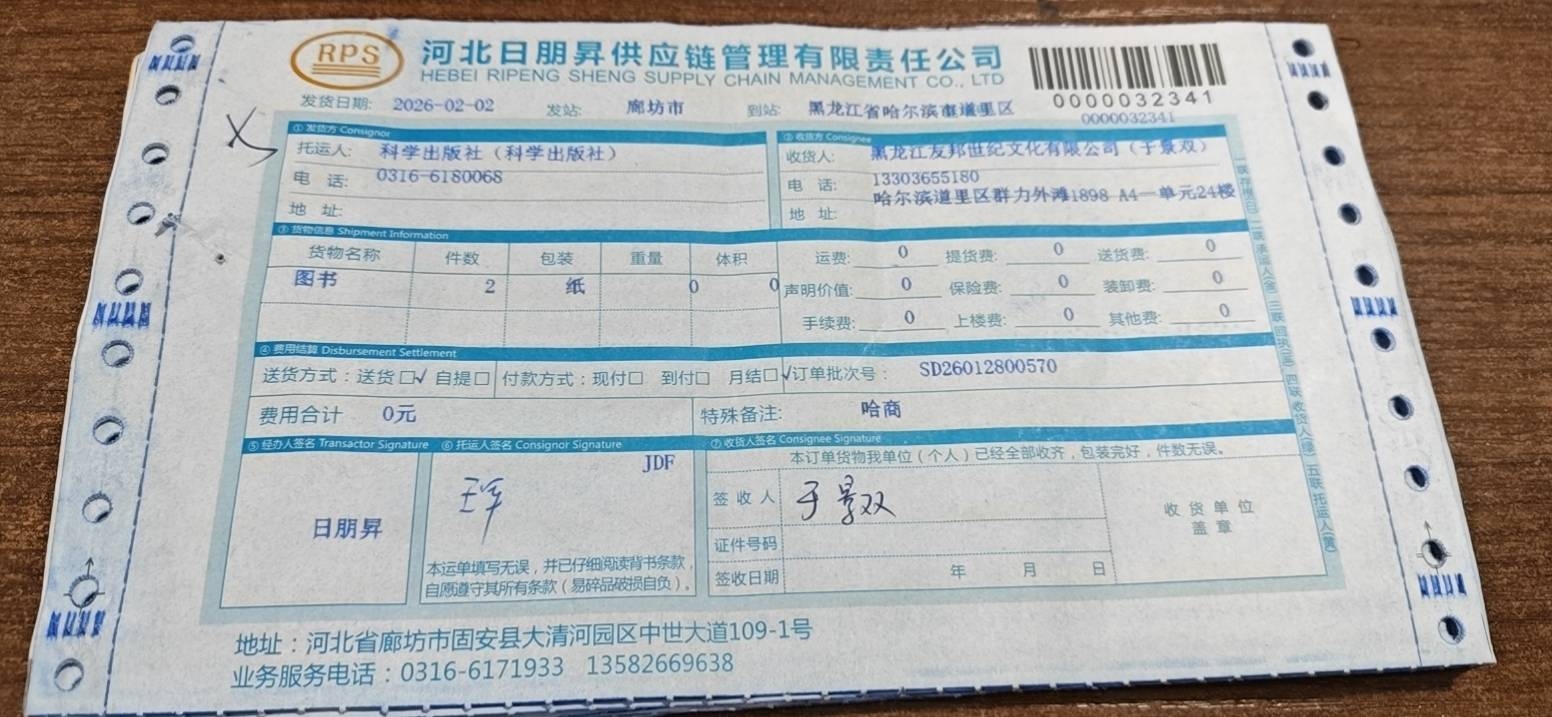 RPS 河北日朋昇供应链管理有限责任公司
HEBEI RIPENG SHENG SUPPLY CHAIN MANAGEMENT CO., LTD
0000032341
发货日期: 2026-02-02 发站: 廊坊市 到站: 黑龙江省哈尔滨市道里区 0000032341
① 发货方 Consignor ② 收货方 Consignee
托运人: 科学出版社（科学出版社） 收货人: 黑龙江友邦世纪文化有限公司（于景双）
电 话: 0316-6180068 电 话: 13303655180
地 址: 地 址: 哈尔滨道里区群力外滩1898 A4一单元24楼
③ 货物信息 Shipment Information
货物名称 件数 包装 重量 体积 运费: 0 提货费: 0 送货费: 0
图书 2 纸 0 0 声明价值: 0 保险费: 0 装卸费: 0
手续费: 0 上楼费: 0 其他费: 0
④ 费用结算 Disbursement Settlement
送货方式：送货□√ 自提□ 付款方式：现付□ 到付□ 月结□√ 订单批次号： SD26012800570
费用合计 0元 特殊备注: 哈商
⑤ 经办人签名 Transactor Signature ⑥ 托运人签名 Consignor Signature ⑦ 收货人签名 Consignee Signature
JDF 本订单货物我单位（个人）已经全部收齐，包装完好，件数无误。
日朋昇
本运单填写无误，并已仔细阅读背书条款，
自愿遵守其所有条款（易碎品破损自负）。
签收人 于景双
收货单位
盖章
证件号码
签收日期 年 月 日
地址：河北省廊坊市固安县大清河园区中世大道109-1号
业务服务电话：0316-6171933 13582669638